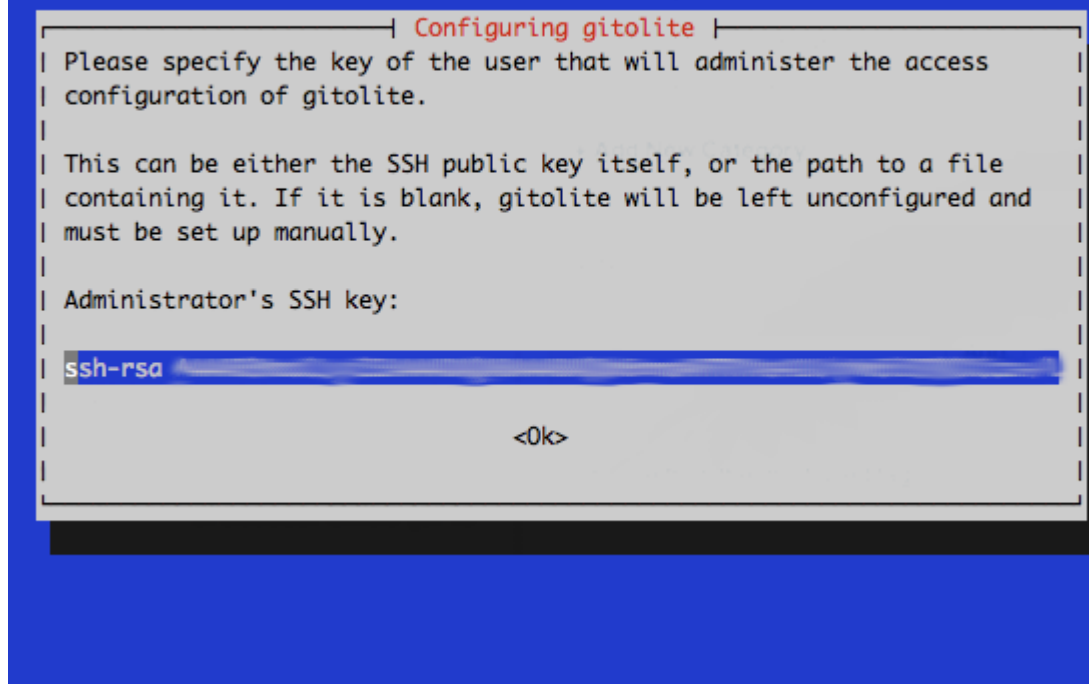 Configuring gitolite
Please specify the key of the user that will administer the access
configuration of gitolite.
This can be either the SSH public key itself, or the path to a file
containing it. If it is blank, gitolite will be left unconfigured and
must be set up manually.
Administrator's SSH key:
ssh-rsa
<Ok>